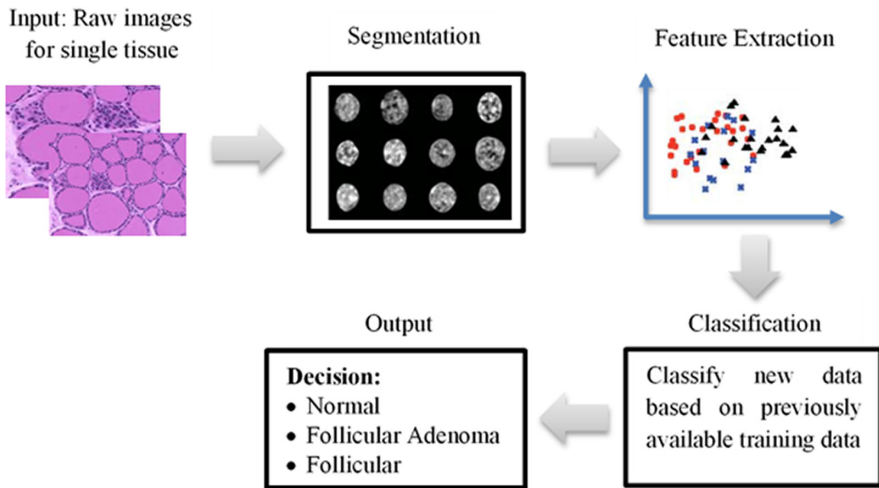 Input: Raw images
for single tissue
Segmentation
Feature Extraction
Classification
Classify new data
based on previously
available training data
Output
Decision:
• Normal
• Follicular Adenoma
• Follicular